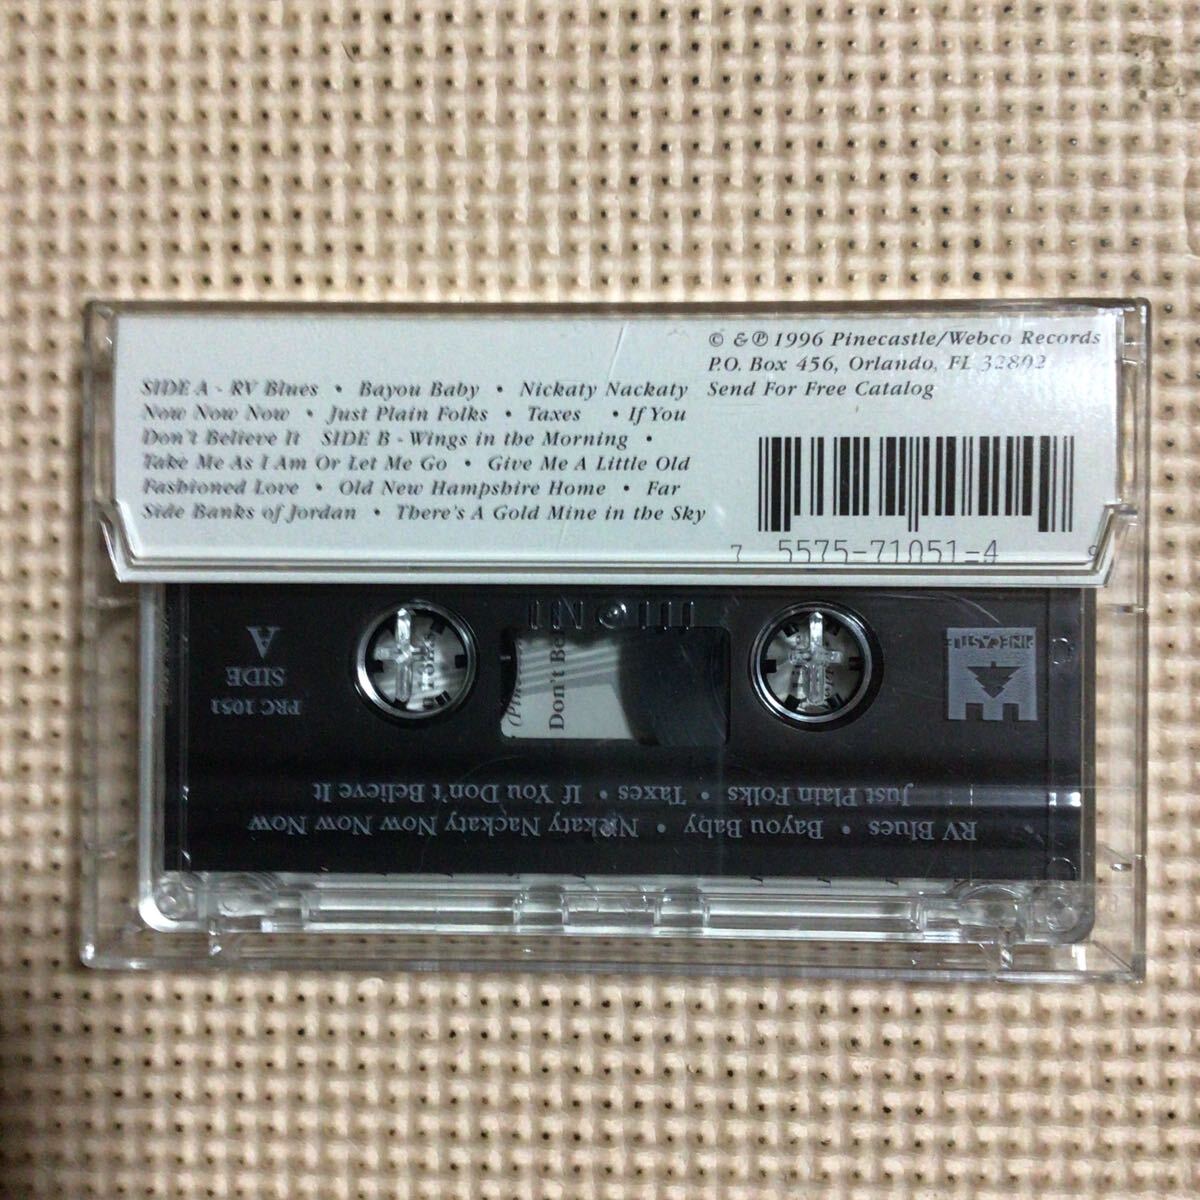 SIDE A - RV Blues • Bayou Baby • Nickaty Nackaty
Now Now Now • Just Plain Folks • Taxes • If You
Don't Believe It SIDE B - Wings in the Morning •
Take Me As I Am Or Let Me Go • Give Me A Little Old
Fashioned Love • Old New Hampshire Home • Far
Side Banks of Jordan • There's A Gold Mine in the Sky
© & ℗ 1996 Pinecastle/Webco Records
P.O. Box 456, Orlando, FL 32802
Send For Free Catalog
7 5575-71051-4 9
PINECASTLE
SIDE
A
PRC 1051
Don't Be
RV Blues • Bayou Baby • Nickaty Nackaty Now Now Now
Just Plain Folks • Taxes • If You Don't Believe It